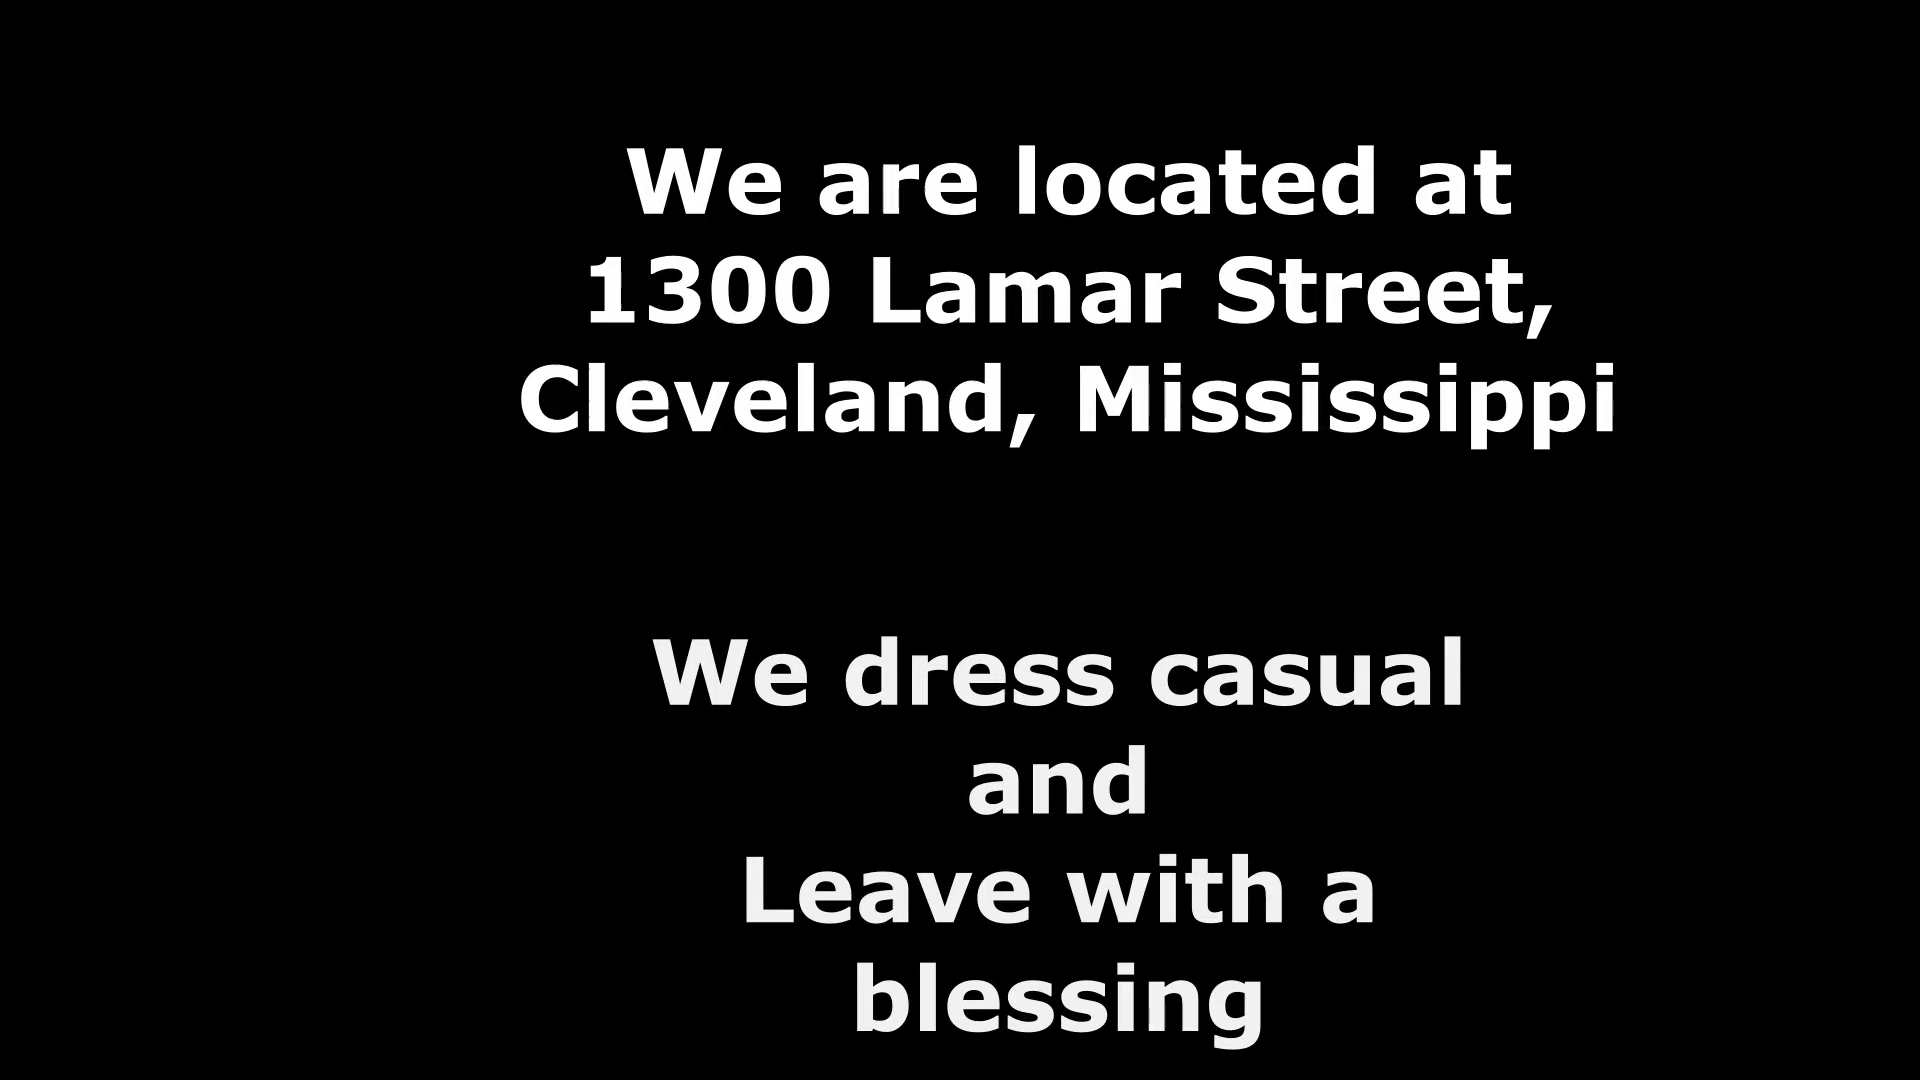 We are located at
1300 Lamar Street,
Cleveland, Mississippi
We dress casual
and
Leave with a
blessing